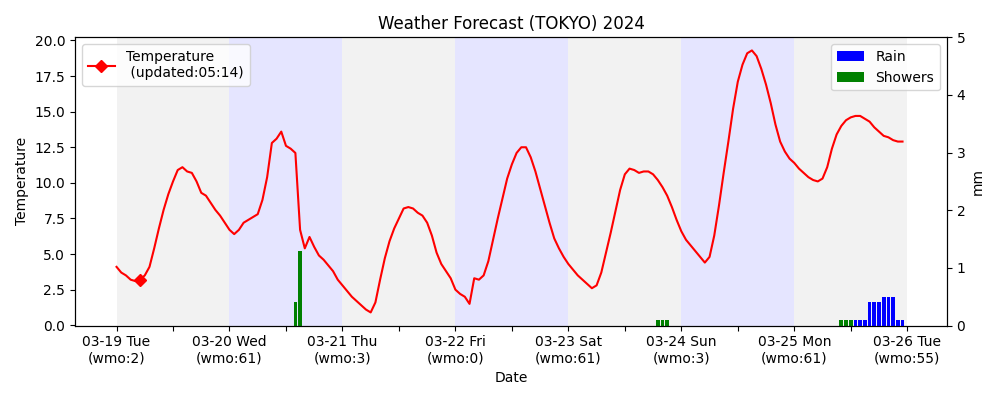 Weather Forecast (TOKYO) 2024
Temperature
(updated:05:14)
Rain
Showers
20.0
17.5
15.0
12.5
10.0
7.5
5.0
2.5
0.0
Temperature
5
4
3
2
1
0
mm
03-19 Tue
(wmo:2)
03-20 Wed
(wmo:61)
03-21 Thu
(wmo:3)
03-22 Fri
(wmo:0)
03-23 Sat
(wmo:61)
03-24 Sun
(wmo:3)
03-25 Mon
(wmo:61)
03-26 Tue
(wmo:55)
Date